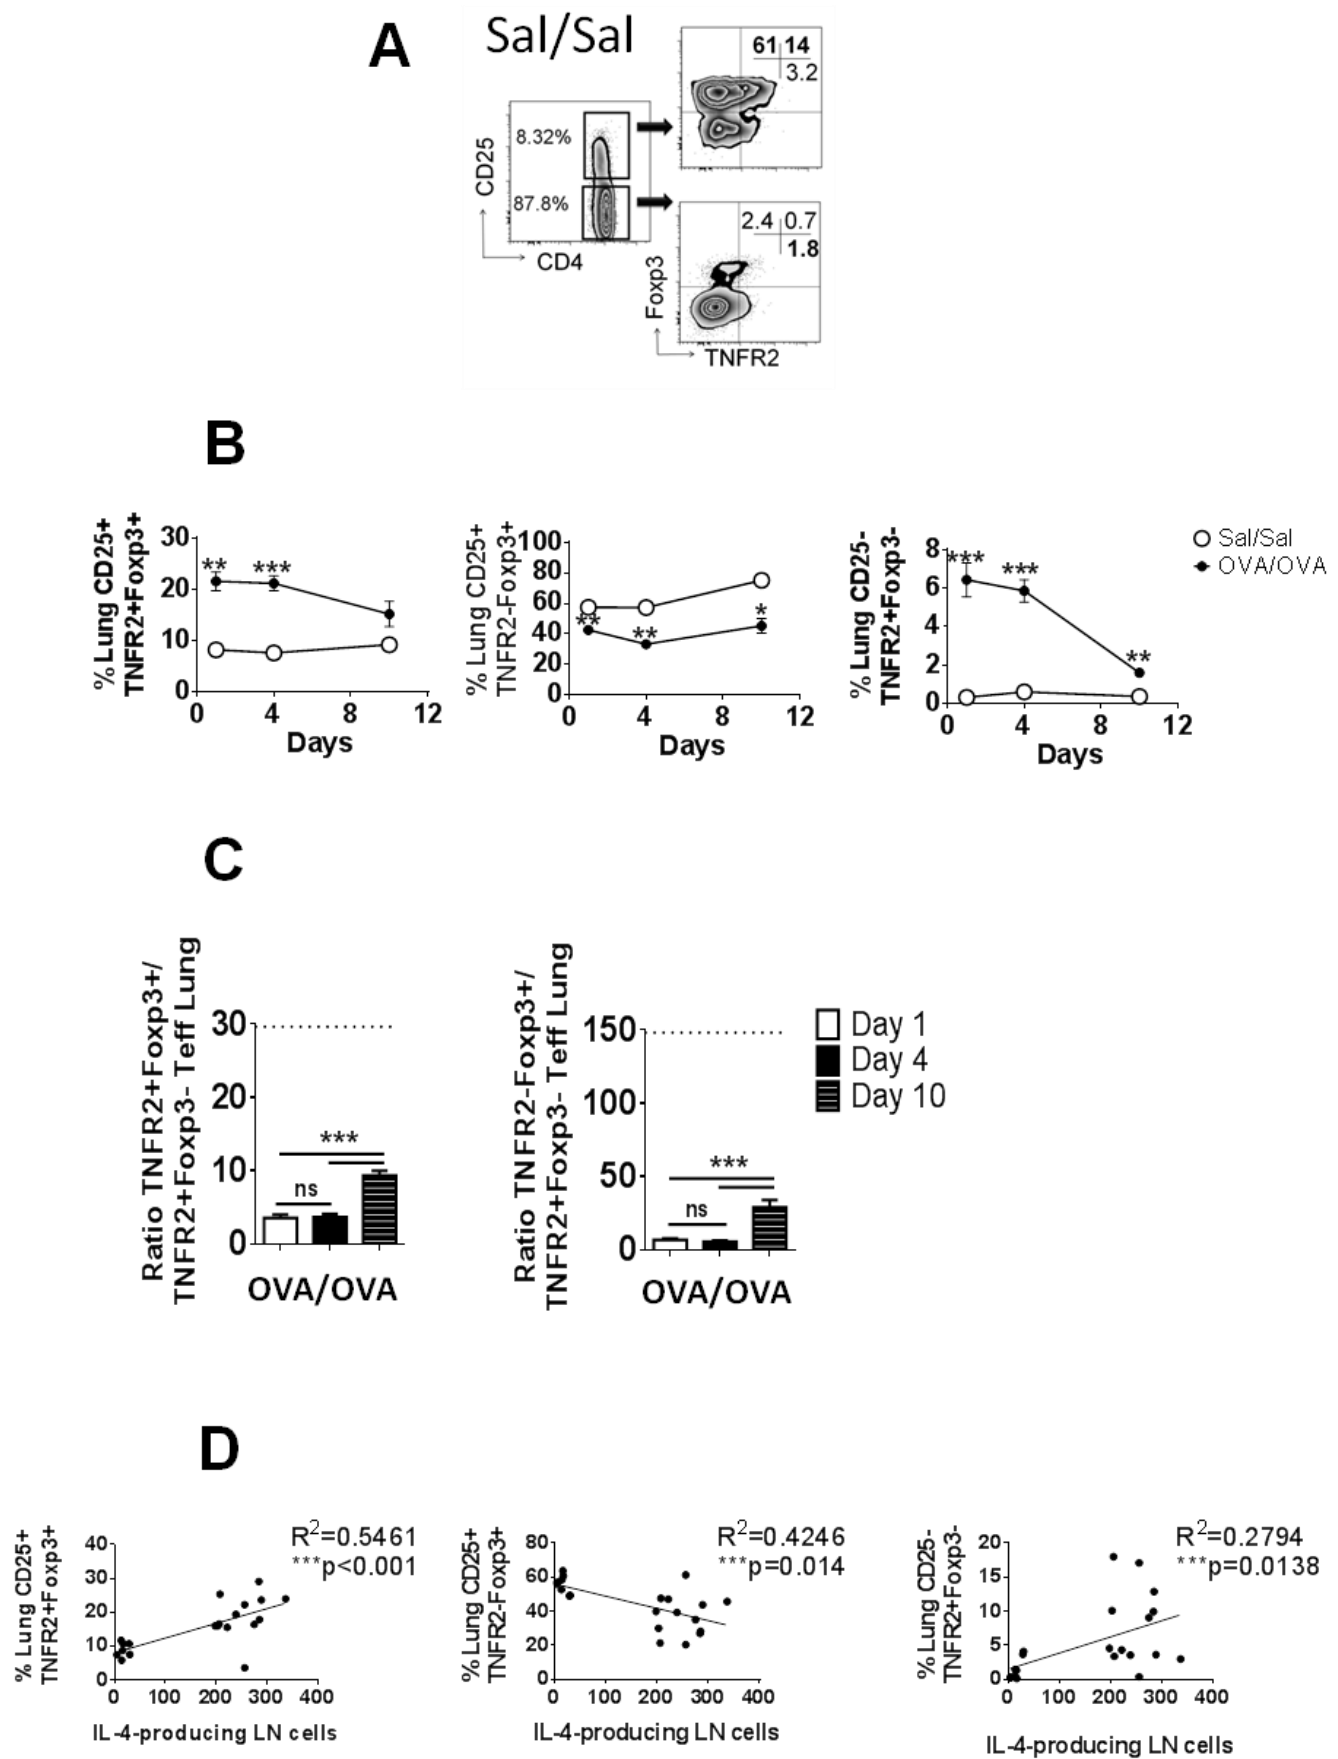 A
Sal/Sal
61 14
3.2
8.32%
87.8%
CD25
CD4
2.4 0.7
1.8
Foxp3
TNFR2
B
% Lung CD25+
TNFR2+Foxp3+
30
20
10
0
** ***
0 4 8 12
Days
% Lung CD25+
TNFR2-Foxp3+
100
80
60
40
20
0
** ** *
0 4 8 12
Days
% Lung CD25-
TNFR2+Foxp3-
8
6
4
2
0
*** *** **
0 4 8 12
Days
Sal/Sal
OVA/OVA
C
Ratio TNFR2+Foxp3+/
TNFR2+Foxp3- Teff Lung
30
20
10
0
***
ns
OVA/OVA
Ratio TNFR2-Foxp3+/
TNFR2+Foxp3- Teff Lung
150
100
50
0
***
ns
OVA/OVA
Day 1
Day 4
Day 10
D
% Lung CD25+
TNFR2+Foxp3+
40
30
20
10
0
R²=0.5461
***p<0.001
0 100 200 300 400
IL-4-producing LN cells
% Lung CD25+
TNFR2-Foxp3+
80
60
40
20
0
R²=0.4246
***p=0.014
0 100 200 300 400
IL-4-producing LN cells
% Lung CD25-
TNFR2+Foxp3-
20
15
10
5
0
R²=0.2794
***p=0.0138
0 100 200 300 400
IL-4-producing LN cells